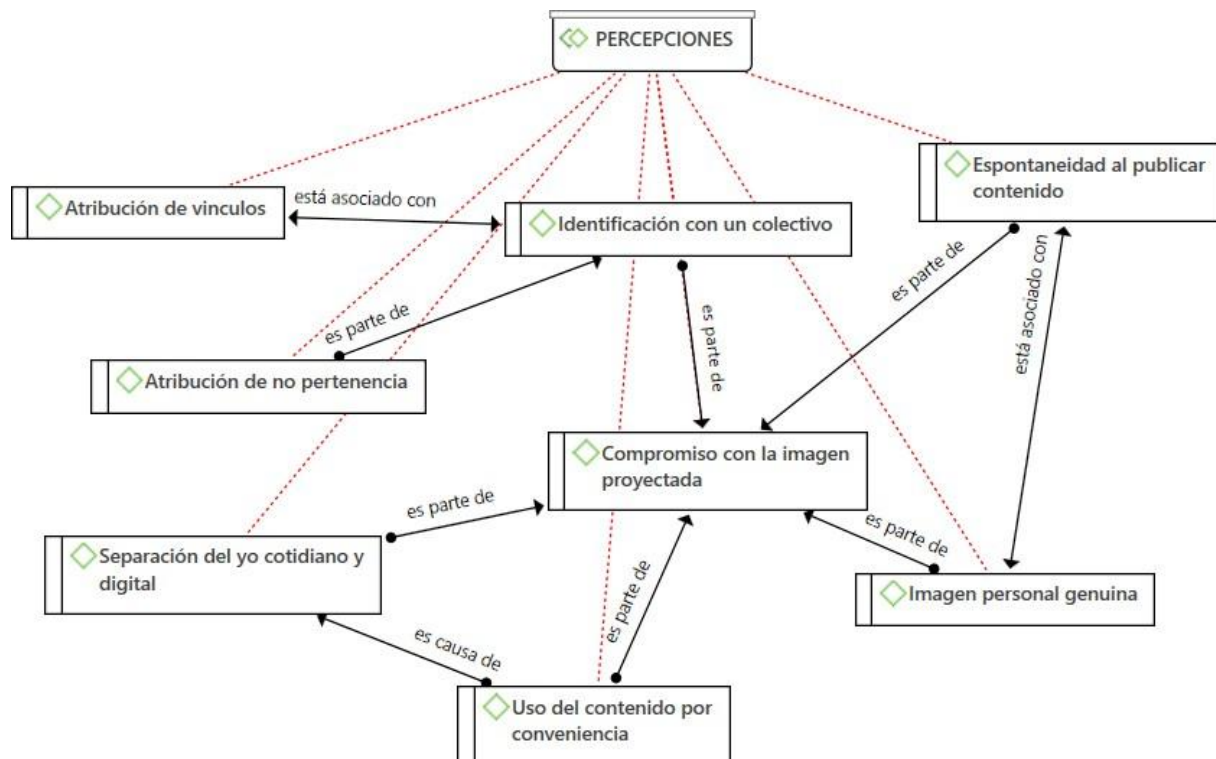 PERCEPCIONES
Espontaneidad al publicar
contenido
Atribución de vinculos
está asociado con
Identificación con un colectivo
es parte de
está asociado con
es parte de
es parte de
Atribución de no pertenencia
Compromiso con la imagen
proyectada
es parte de
es parte de
Separación del yo cotidiano y
digital
es parte de
Imagen personal genuina
es causa de
Uso del contenido por
conveniencia